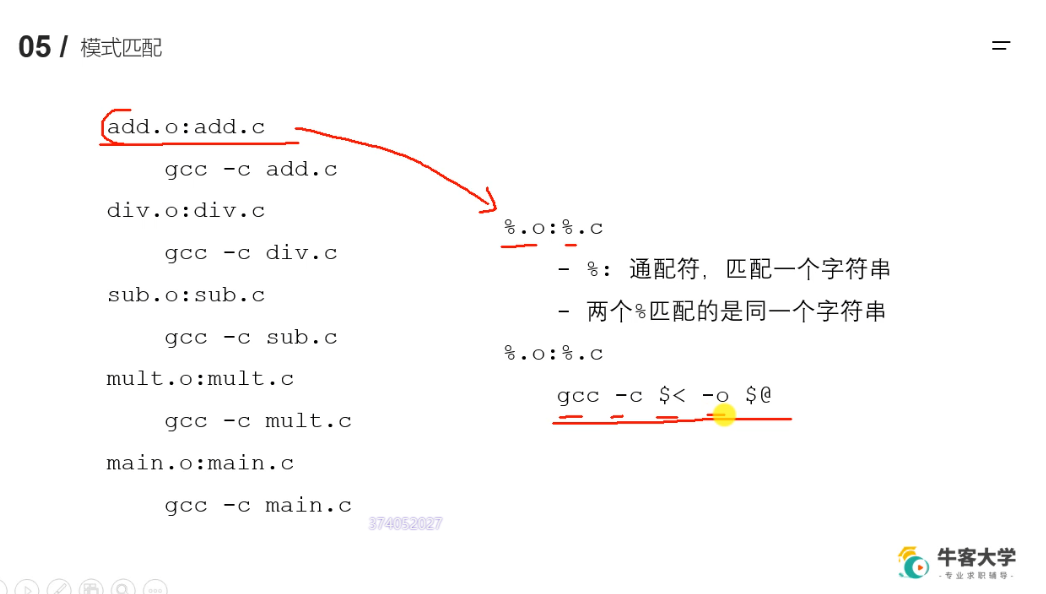 05 / 模式匹配
add.o:add.c
gcc -c add.c
div.o:div.c
gcc -c div.c
sub.o:sub.c
gcc -c sub.c
mult.o:mult.c
gcc -c mult.c
main.o:main.c
gcc -c main.c
%.o:%.c
- %: 通配符，匹配一个字符串
- 两个%匹配的是同一个字符串
%.o:%.c
gcc -c $< -o $@
374052027
牛客大学
-专业求职辅导-